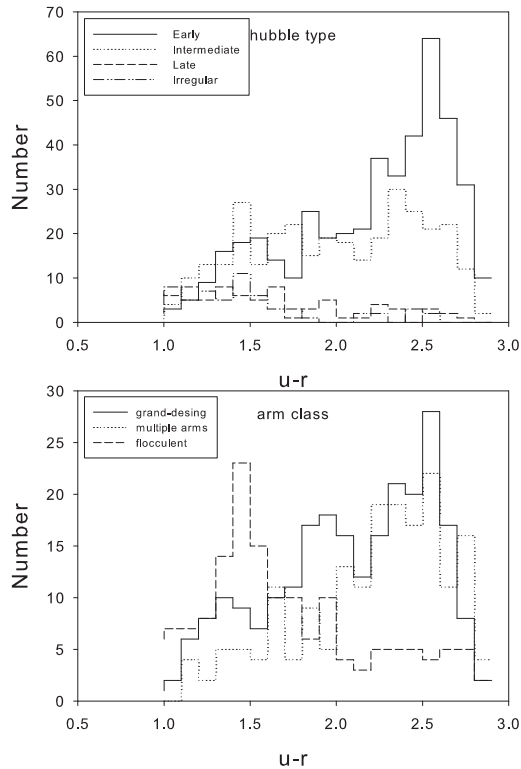 hubble type
Early
Intermediate
Late
Irregular
Number
70
60
50
40
30
20
10
0
0.5 1.0 1.5 2.0 2.5 3.0
u-r
arm class
grand-desing
multiple arms
flocculent
Number
30
25
20
15
10
5
0
0.5 1.0 1.5 2.0 2.5 3.0
u-r